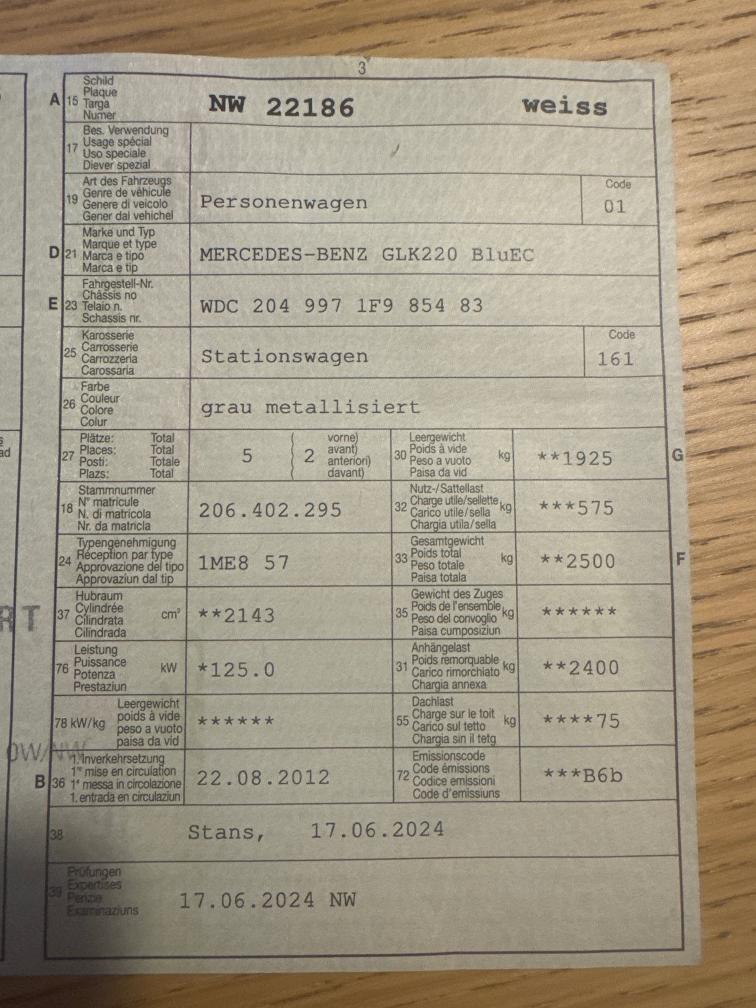 3
A 15 Schild
Plaque
Targa
Numer
NW 22186 weiss
17 Bes. Verwendung
Usage spécial
Uso speciale
Diever spezial
19 Art des Fahrzeugs
Genre de véhicule
Genere di veicolo
Gener dal vehichel
Personenwagen
Code
01
D 21 Marke und Typ
Marque et type
Marca e tipo
Marca e tip
MERCEDES-BENZ GLK220 BluEC
E 23 Fahrgestell-Nr.
Châssis no
Telaio n.
Schassis nr.
WDC 204 997 1F9 854 83
25 Karosserie
Carrosserie
Carrozzeria
Carossaria
Stationswagen
Code
161
26 Farbe
Couleur
Colore
Colur
grau metallisiert
27 Plätze: Total
Places: Total
Posti: Totale
Plazs: Total
5 ( 2 vorne)
avant)
anteriori)
davant)
30 Leergewicht
Poids à vide
Peso a vuoto
Paisa da vid
kg
**1925
G
18 Stammnummer
N° matricule
N. di matricola
Nr. da matricla
206.402.295
32 Nutz-/Sattellast
Charge utile/sellette
Carico utile/sella
Chargia utila/sella
kg
***575
24 Typengenehmigung
Réception par type
Approvazione del tipo
Approvaziun dal tip
1ME8 57
33 Gesamtgewicht
Poids total
Peso totale
Paisa totala
kg
**2500
F
37 Hubraum
Cylindrée
Cilindrata
Cilindrada
cm³
**2143
35 Gewicht des Zuges
Poids de l'ensemble
Peso del convoglio
Paisa cumposiziun
kg
******
76 Leistung
Puissance
Potenza
Prestaziun
kW
*125.0
31 Anhängelast
Poids remorquable
Carico rimorchiato
Chargia annexa
kg
**2400
78 kW/kg Leergewicht
poids à vide
peso a vuoto
paisa da vid
******
55 Dachlast
Charge sur le toit
Carico sul tetto
Chargia sin il tetg
kg
****75
OW/NW
B 36 1. Inverkehrsetzung
1re mise en circulation
1a messa in circolazione
1. entrada en circulaziun
22.08.2012
72 Emissionscode
Code émissions
Codice emissioni
Code d'emissiuns
***B6b
38 Stans, 17.06.2024
39 Prüfungen
Expertises
Perizie
Examinaziuns
17.06.2024 NW